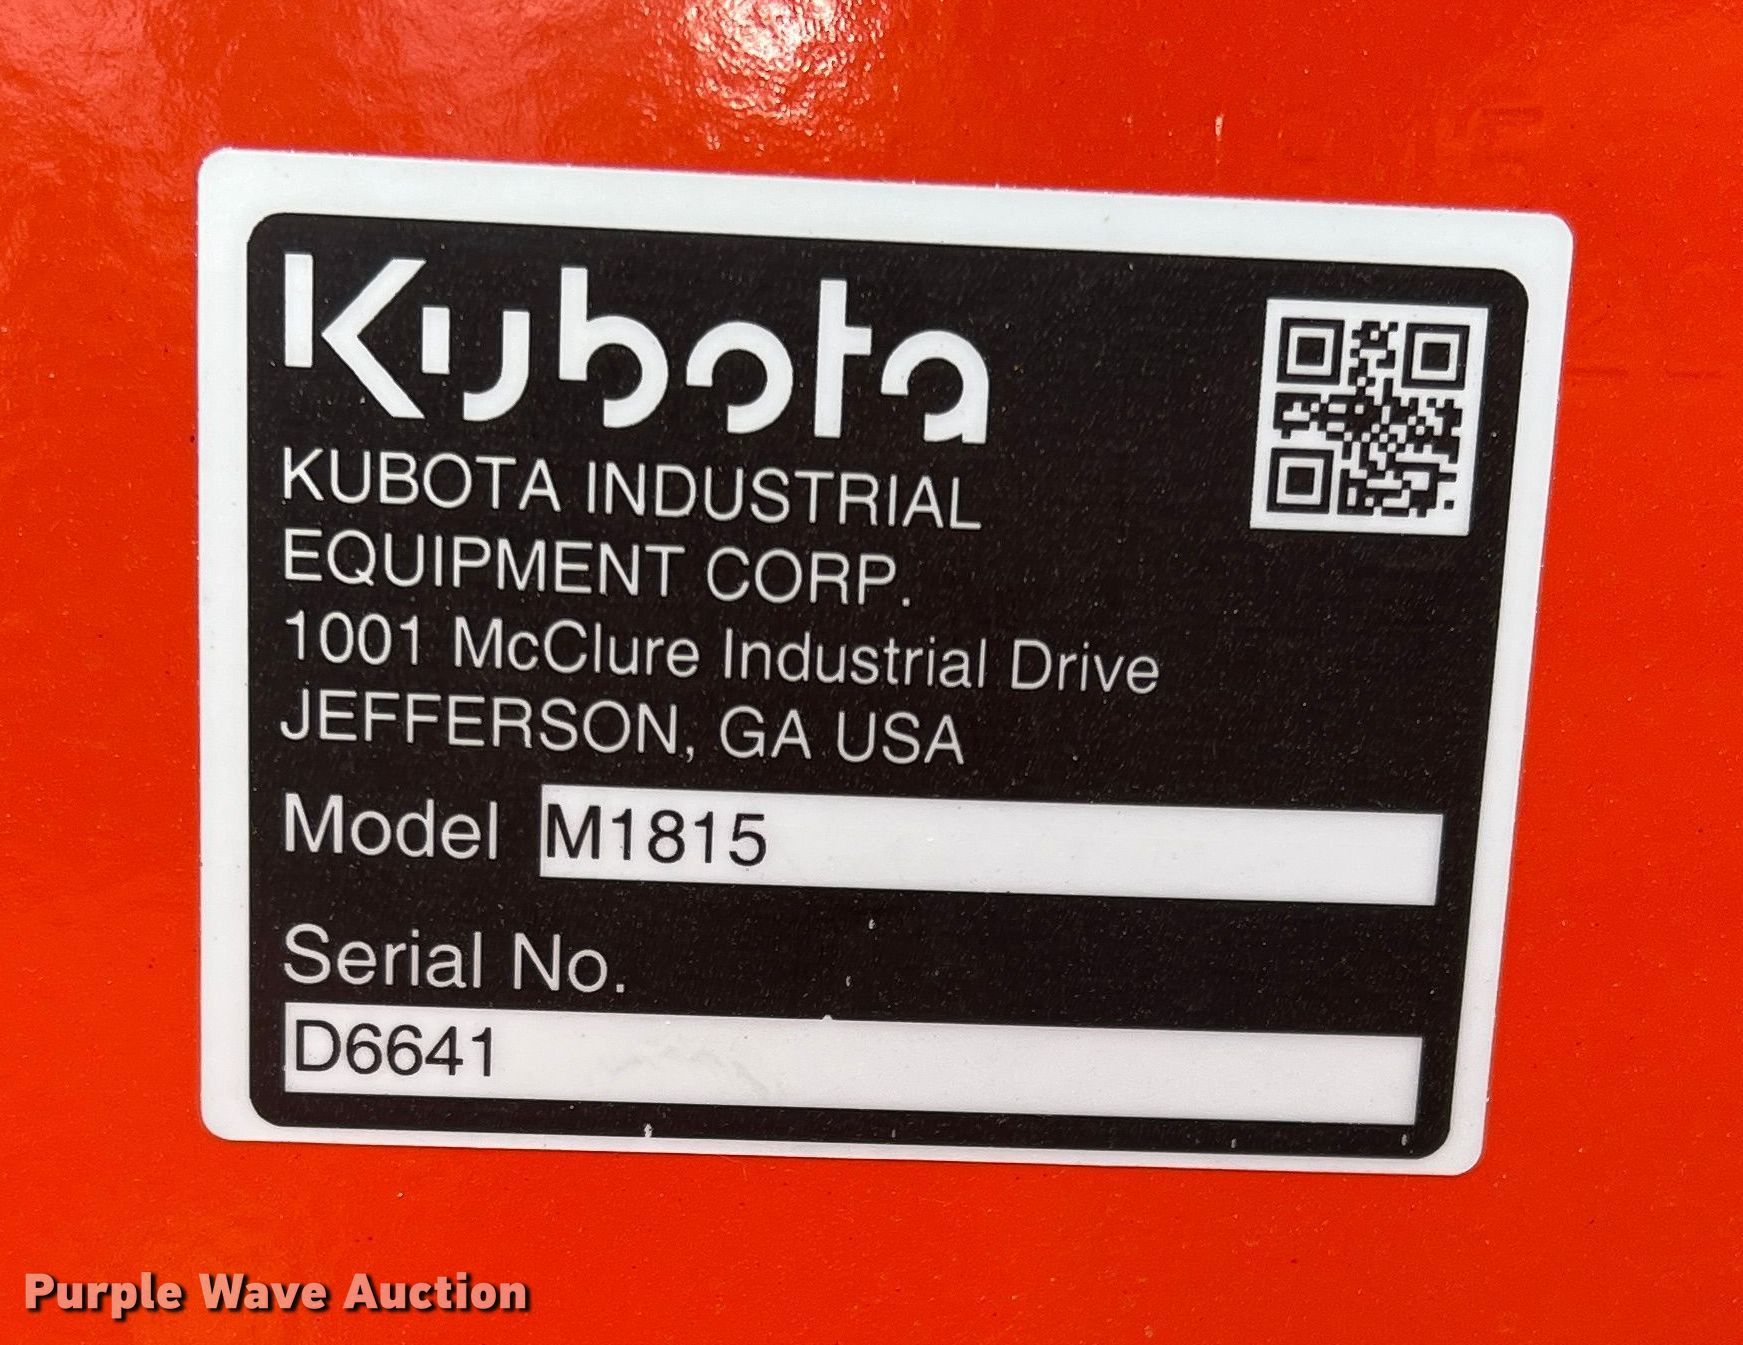 Kubota
KUBOTA INDUSTRIAL
EQUIPMENT CORP.
1001 McClure Industrial Drive
JEFFERSON, GA USA
Model M1815
Serial No.
D6641
Purple Wave Auction